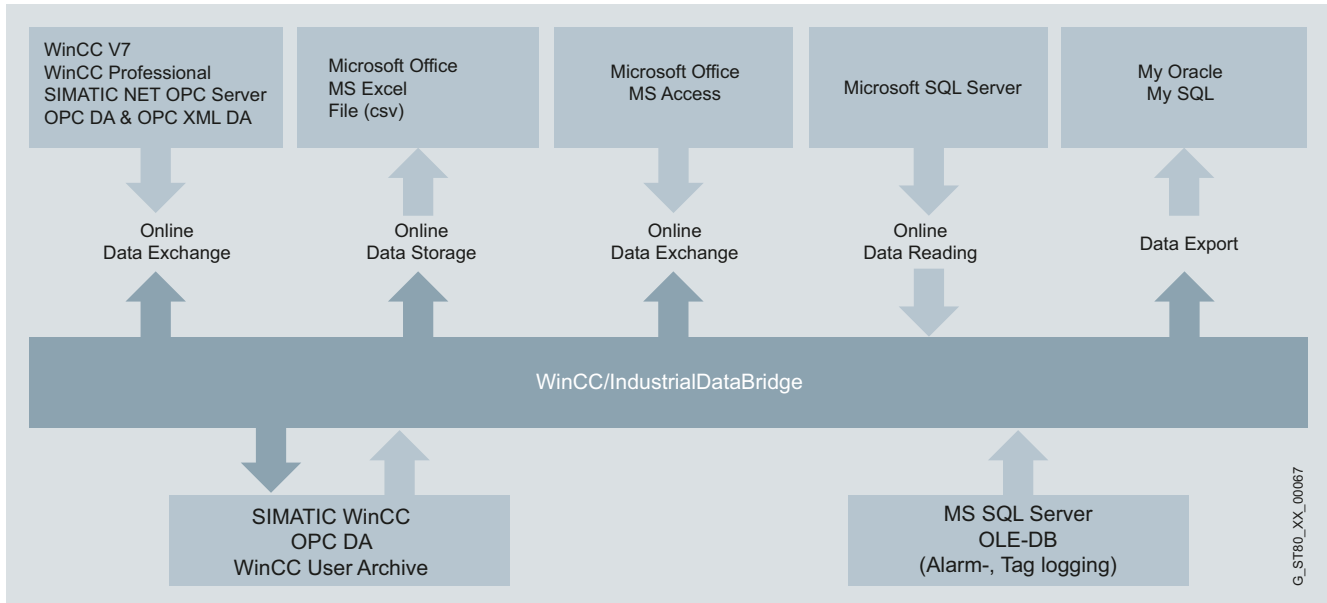 WinCC V7
WinCC Professional
SIMATIC NET OPC Server
OPC DA & OPC XML DA
Microsoft Office
MS Excel
File (csv)
Microsoft Office
MS Access
Microsoft SQL Server
My Oracle
My SQL
Online
Data Exchange
Online
Data Storage
Online
Data Exchange
Online
Data Reading
Data Export
WinCC/IndustrialDataBridge
SIMATIC WinCC
OPC DA
WinCC User Archive
MS SQL Server
OLE-DB
(Alarm-, Tag logging)
G_ST80_XX_00067